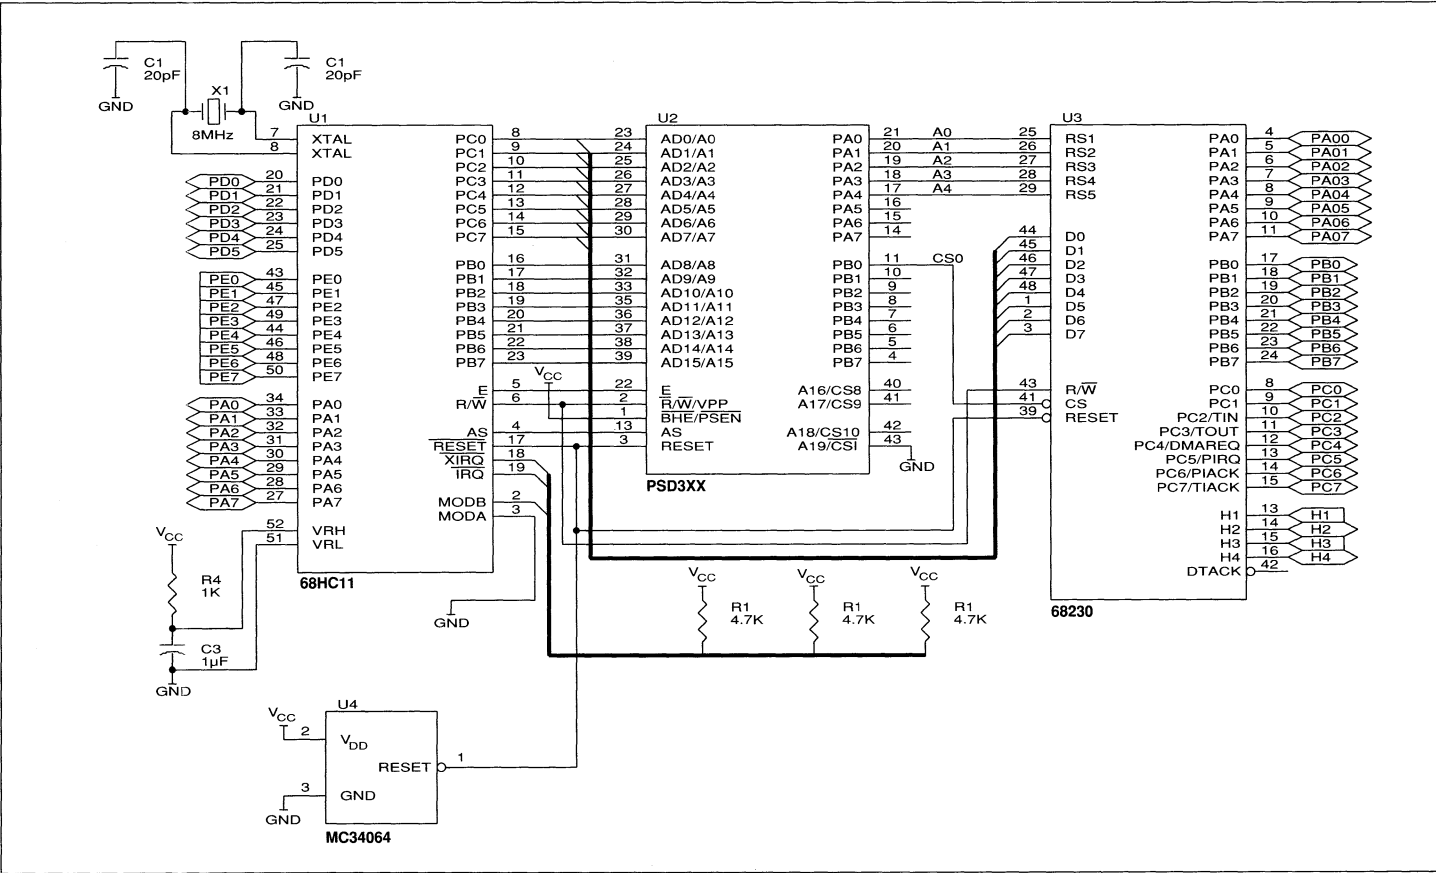 C1
20pF
GND
X1
8MHz
C1
20pF
GND
U1
7 XTAL
8 XTAL
PD0 20 PD0
PD1 21 PD1
PD2 22 PD2
PD3 23 PD3
PD4 24 PD4
PD5 25 PD5
PE0 43 PE0
PE1 45 PE1
PE2 47 PE2
PE3 49 PE3
PE4 44 PE4
PE5 46 PE5
PE6 48 PE6
PE7 50 PE7
PA0 34 PA0
PA1 33 PA1
PA2 32 PA2
PA3 31 PA3
PA4 30 PA4
PA5 29 PA5
PA6 28 PA6
PA7 27 PA7
52 VRH
51 VRL
PC0 8
PC1 9
PC2 10
PC3 11
PC4 12
PC5 13
PC6 14
PC7 15
PB0 16
PB1 17
PB2 18
PB3 19
PB4 20
PB5 21
PB6 22
PB7 23
E 5
R/W 6
AS 4
RESET 17
XIRQ 18
IRQ 19
MODB 2
MODA 3
68HC11
GND
VCC
R4
1K
C3
1µF
GND
U2
23 AD0/A0
24 AD1/A1
25 AD2/A2
26 AD3/A3
27 AD4/A4
28 AD5/A5
29 AD6/A6
30 AD7/A7
31 AD8/A8
32 AD9/A9
33 AD10/A10
35 AD11/A11
36 AD12/A12
37 AD13/A13
38 AD14/A14
39 AD15/A15
VCC
22 E
2 R/W/VPP
1 BHE/PSEN
13 AS
3 RESET
PA0 21 A0
PA1 20 A1
PA2 19 A2
PA3 18 A3
PA4 17 A4
PA5 16
PA6 15
PA7 14
PB0 11 CS0
PB1 10
PB2 9
PB3 8
PB4 7
PB5 6
PB6 5
PB7 4
A16/CS8 40
A17/CS9 41
A18/CS10 42
A19/CSI 43
GND
PSD3XX
U3
25 RS1
26 RS2
27 RS3
28 RS4
29 RS5
44 D0
45 D1
46 D2
47 D3
48 D4
1 D5
2 D6
3 D7
43 R/W
41 CS
39 RESET
PA0 4 PA00
PA1 5 PA01
PA2 6 PA02
PA3 7 PA03
PA4 8 PA04
PA5 9 PA05
PA6 10 PA06
PA7 11 PA07
PB0 17 PB0
PB1 18 PB1
PB2 19 PB2
PB3 20 PB3
PB4 21 PB4
PB5 22 PB5
PB6 23 PB6
PB7 24 PB7
PC0 8 PC0
PC1 9 PC1
PC2/TIN 10 PC2
PC3/TOUT 11 PC3
PC4/DMAREQ 12 PC4
PC5/PIRQ 13 PC5
PC6/PIACK 14 PC6
PC7/TIACK 15 PC7
H1 13 H1
H2 14 H2
H3 15 H3
H4 16 H4
DTACK 42
68230
VCC
R1
4.7K
VCC
R1
4.7K
VCC
R1
4.7K
U4
VCC
2 VDD
RESET 1
3 GND
GND
MC34064